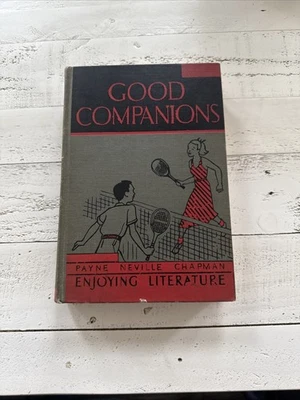 GOOD
COMPANIONS
PAYNE NEVILLE CHAPMAN
ENJOYING LITERATURE